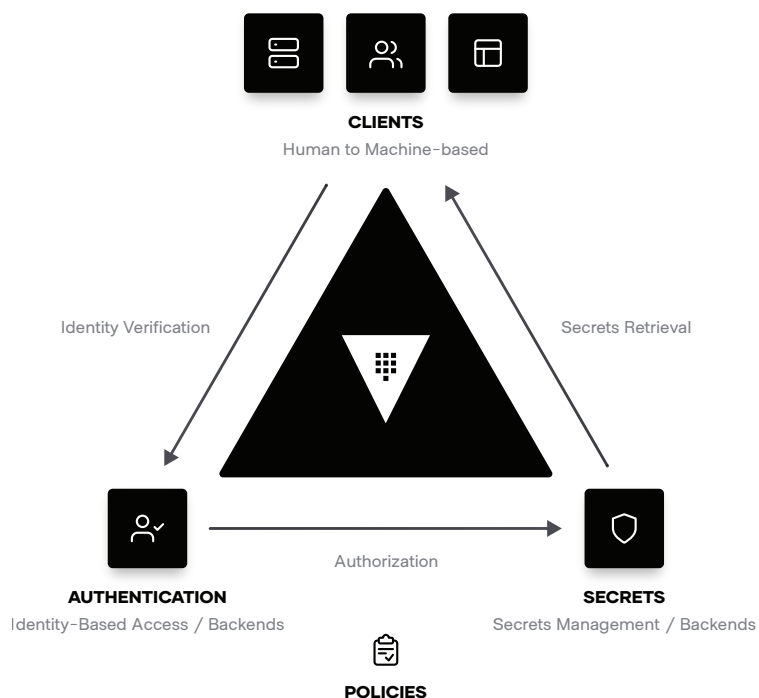 CLIENTS
Human to Machine-based
Identity Verification
Secrets Retrieval
Authorization
AUTHENTICATION
Identity-Based Access / Backends
SECRETS
Secrets Management / Backends
POLICIES